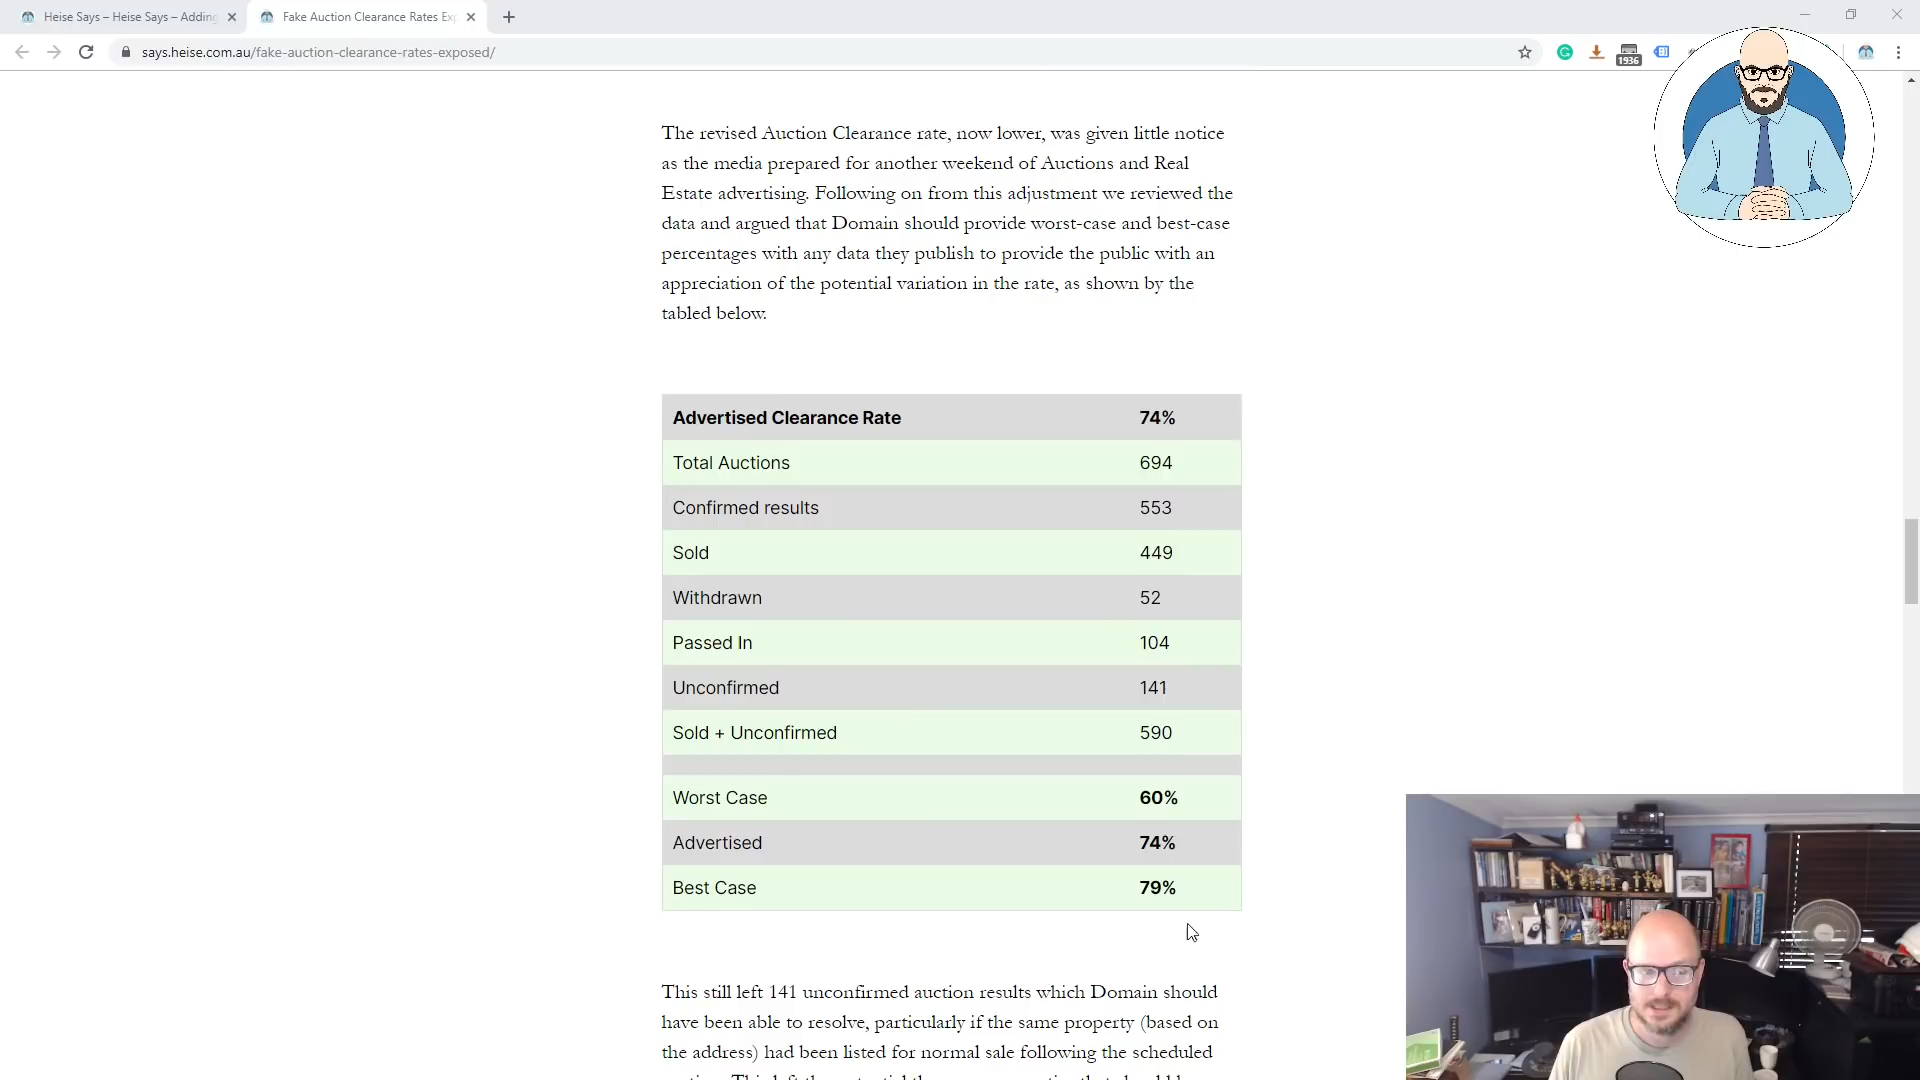 Heise Says – Heise Says – Adding
Fake Auction Clearance Rates Exp
says.heise.com.au/fake-auction-clearance-rates-exposed/
1936
The revised Auction Clearance rate, now lower, was given little notice
as the media prepared for another weekend of Auctions and Real
Estate advertising. Following on from this adjustment we reviewed the
data and argued that Domain should provide worst-case and best-case
percentages with any data they publish to provide the public with an
appreciation of the potential variation in the rate, as shown by the
tabled below.
Advertised Clearance Rate 74%
Total Auctions 694
Confirmed results 553
Sold 449
Withdrawn 52
Passed In 104
Unconfirmed 141
Sold + Unconfirmed 590
Worst Case 60%
Advertised 74%
Best Case 79%
This still left 141 unconfirmed auction results which Domain should
have been able to resolve, particularly if the same property (based on
the address) had been listed for normal sale following the scheduled